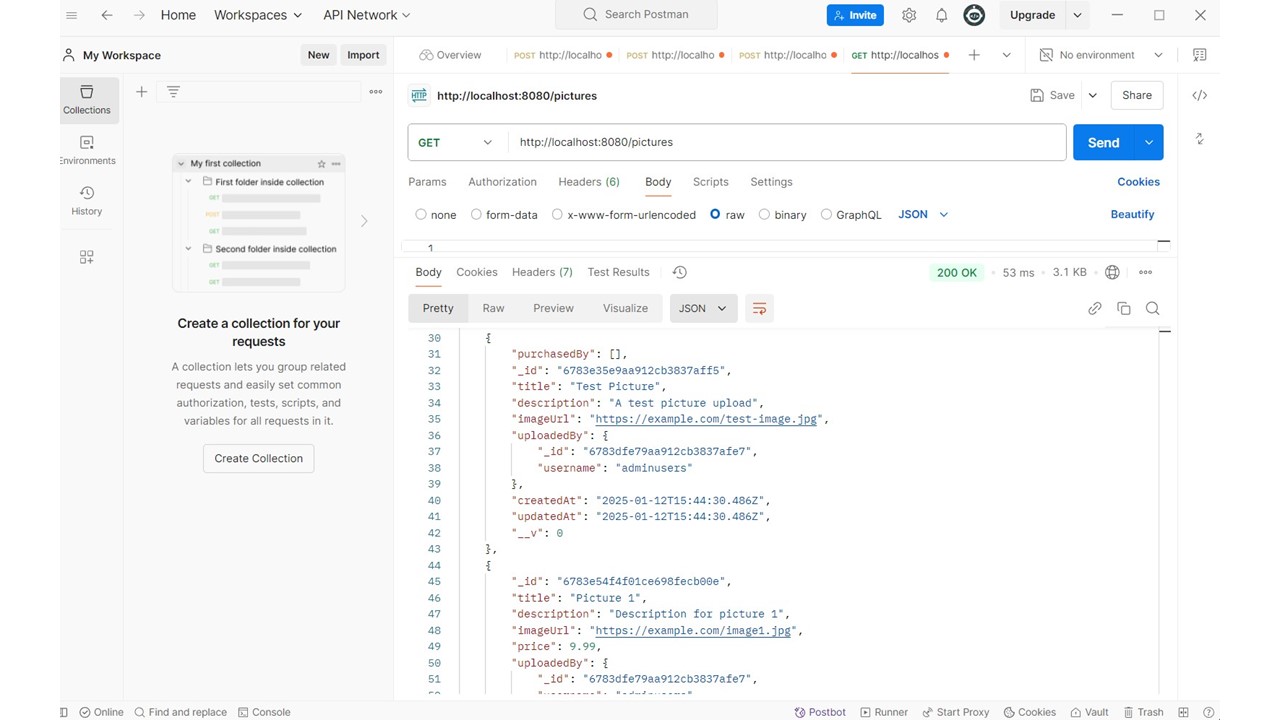 Home Workspaces API Network Search Postman Invite Upgrade
My Workspace New Import
Overview POST http://localho POST http://localho POST http://localho GET http://localhos No environment
Collections
Environments
History
My first collection
First folder inside collection
GET
POST
GET
Second folder inside collection
GET
GET
Create a collection for your
requests
A collection lets you group related
requests and easily set common
authorization, tests, scripts, and
variables for all requests in it.
Create Collection
HTTP http://localhost:8080/pictures Save Share
GET http://localhost:8080/pictures Send
Params Authorization Headers (6) Body Scripts Settings Cookies
none form-data x-www-form-urlencoded raw binary GraphQL JSON Beautify
1
Body Cookies Headers (7) Test Results 200 OK 53 ms 3.1 KB
Pretty Raw Preview Visualize JSON
30 {
31 "purchasedBy": [],
32 "_id": "6783e35e9aa912cb3837aff5",
33 "title": "Test Picture",
34 "description": "A test picture upload",
35 "imageUrl": "https://example.com/test-image.jpg",
36 "uploadedBy": {
37 "_id": "6783dfe79aa912cb3837afe7",
38 "username": "adminusers"
39 },
40 "createdAt": "2025-01-12T15:44:30.486Z",
41 "updatedAt": "2025-01-12T15:44:30.486Z",
42 "__v": 0
43 },
44 {
45 "_id": "6783e54f4f01ce698fecb00e",
46 "title": "Picture 1",
47 "description": "Description for picture 1",
48 "imageUrl": "https://example.com/image1.jpg",
49 "price": 9.99,
50 "uploadedBy": {
51 "_id": "6783dfe79aa912cb3837afe7",
Online Find and replace Console Postbot Runner Start Proxy Cookies Vault Trash